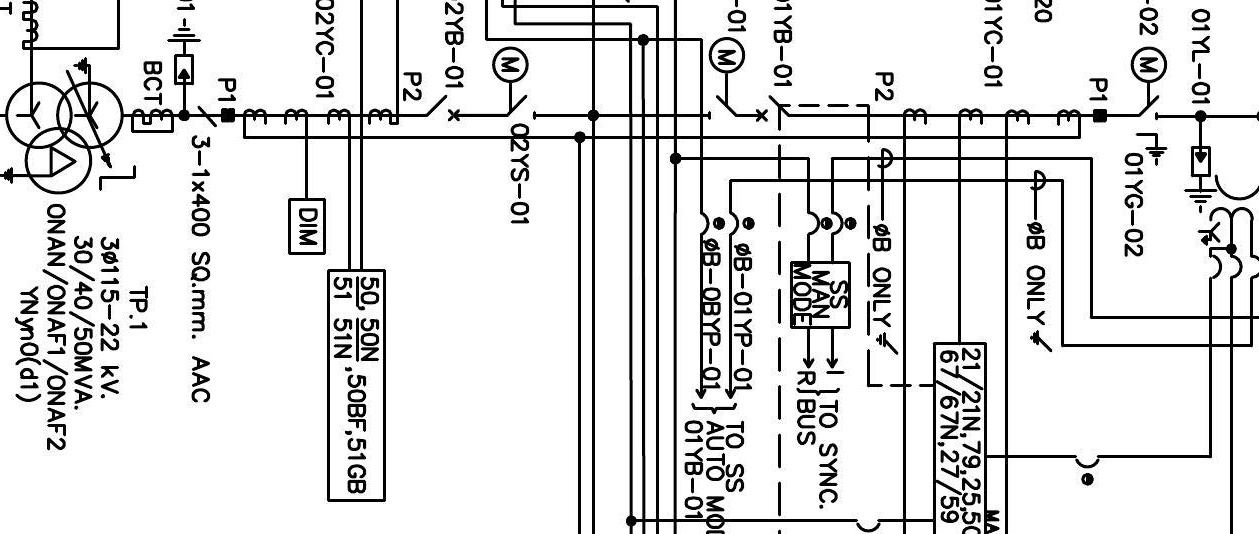 BCT
P1
02YC-01
P2
02YB-01
M
02YS-01
-01
M
01YB-01
P2
01YC-01
20
P1
-02
M
01YL-01
01YG-02
3-1x400 SQ.mm. AAC
DIM
50, 50N
51 51N ,50BF,51GB
TP.1
3ø115-22 kV.
30/40/50MVA.
ONAN/ONAF1/ONAF2
YNyn0(d1)
øB-0BYP-01
øB-01YP-01
TO SS
AUTO MOD
01YB-01
SS
MAN
MODE
I
R
TO SYNC.
BUS
øB ONLY
øB ONLY
21/21N,79,25,50
67/67N,27/59
MA